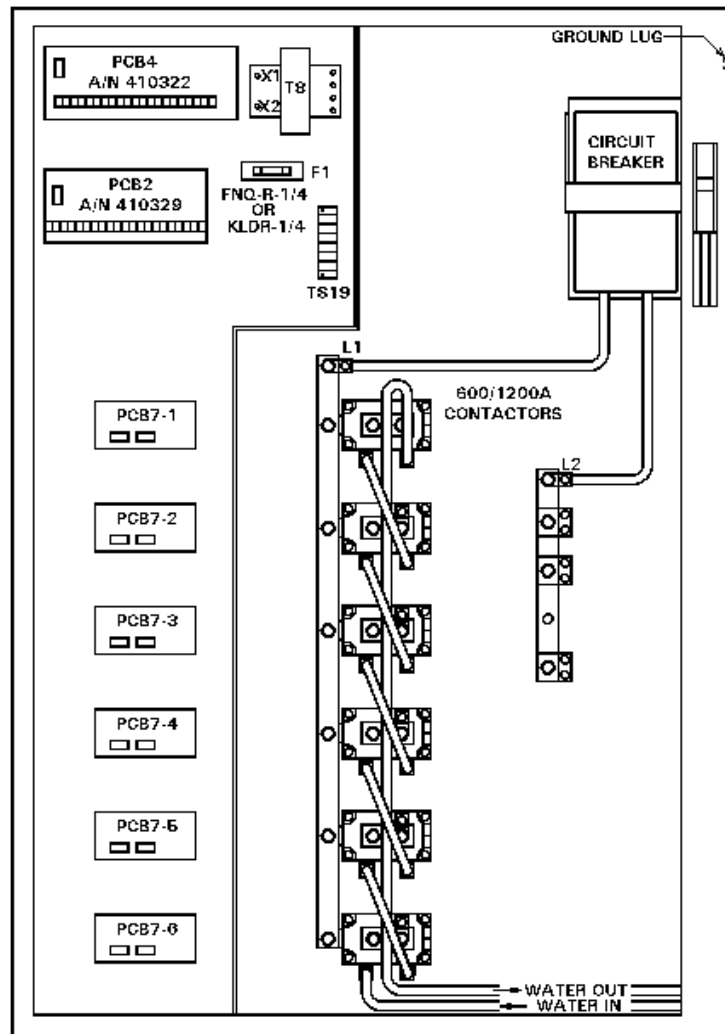 GROUND LUG
PCB4
A/N 410322
X1
X2
T8
CIRCUIT
BREAKER
PCB2
A/N 410329
F1
FNQ-R-1/4
OR
KLDR-1/4
TS19
L1
600/1200A
CONTACTORS
L2
PCB7-1
PCB7-2
PCB7-3
PCB7-4
PCB7-5
PCB7-6
WATER OUT
WATER IN